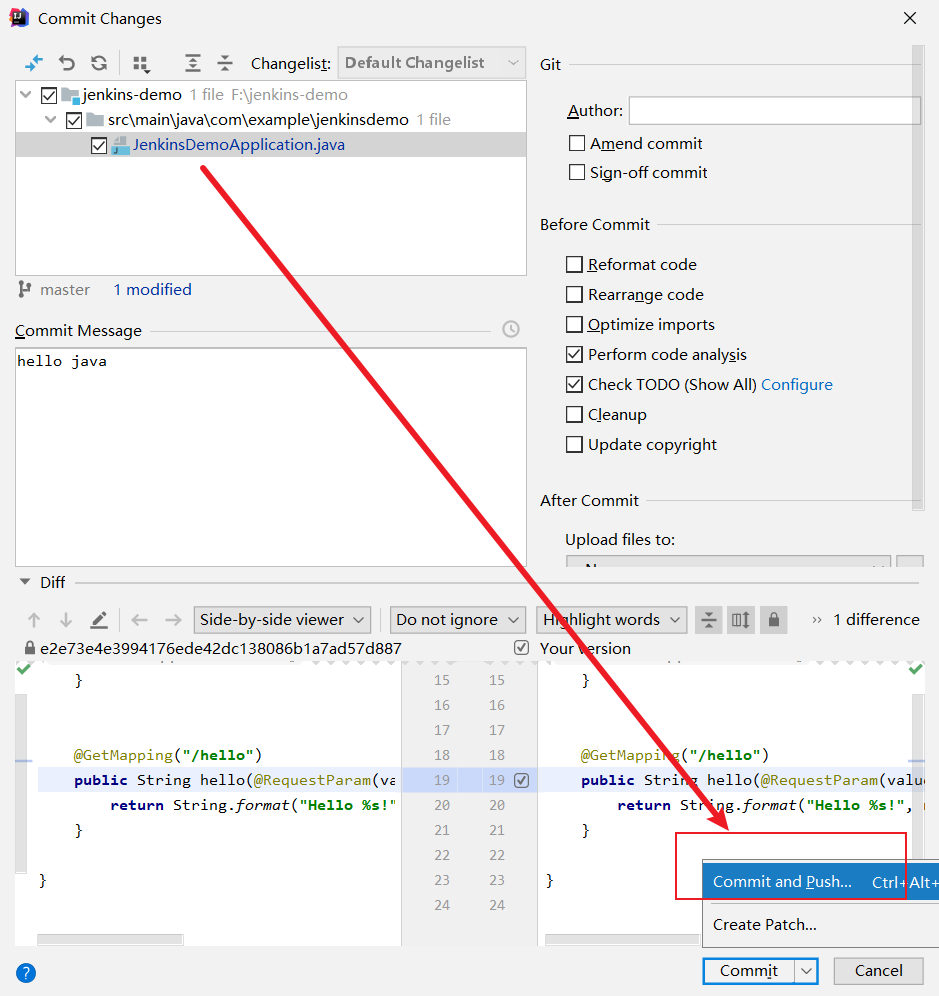 Commit Changes
Changelist: Default Changelist
jenkins-demo 1 file F:\jenkins-demo
src\main\java\com\example\jenkinsdemo 1 file
JenkinsDemoApplication.java
master 1 modified
Commit Message
hello java
Git
Author:
Amend commit
Sign-off commit
Before Commit
Reformat code
Rearrange code
Optimize imports
Perform code analysis
Check TODO (Show All) Configure
Cleanup
Update copyright
After Commit
Upload files to:
Diff
Side-by-side viewer Do not ignore Highlight words » 1 difference
e2e73e4e3994176ede42dc138086b1a7ad57d887 Your version
} 15 15 }
16 16
17 17
@GetMapping("/hello") 18 18 @GetMapping("/hello")
public String hello(@RequestParam(va 19 19 public String hello(@RequestParam(valu
return String.format("Hello %s!" 20 20 return String.format("Hello %s!",
} 21 21 }
22 22
} 23 23 }
24 24
Commit and Push... Ctrl+Alt+
Create Patch...
? Commit Cancel